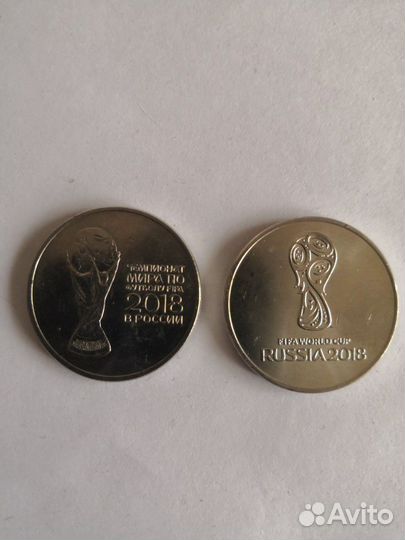 ЧЕМПИОНАТ
МИРА ПО
ФУТБОЛУ FIFA
2018
В РОССИИ
FIFA WORLD CUP
RUSSIA 2018
Avito